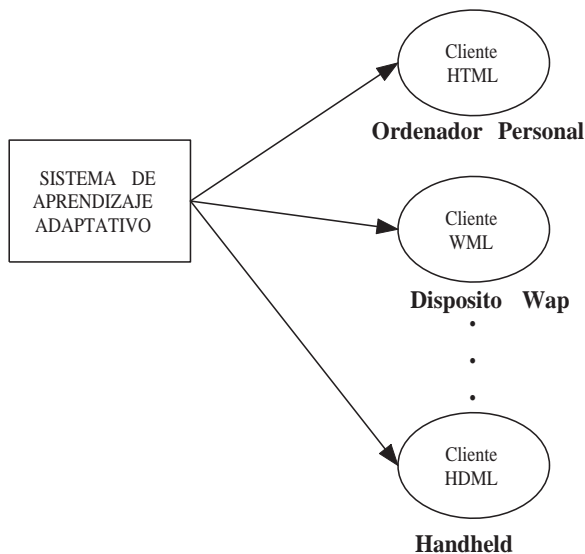 Cliente
HTML
Ordenador Personal
SISTEMA DE
APRENDIZAJE
ADAPTATIVO
Cliente
WML
Disposito Wap
Cliente
HDML
Handheld